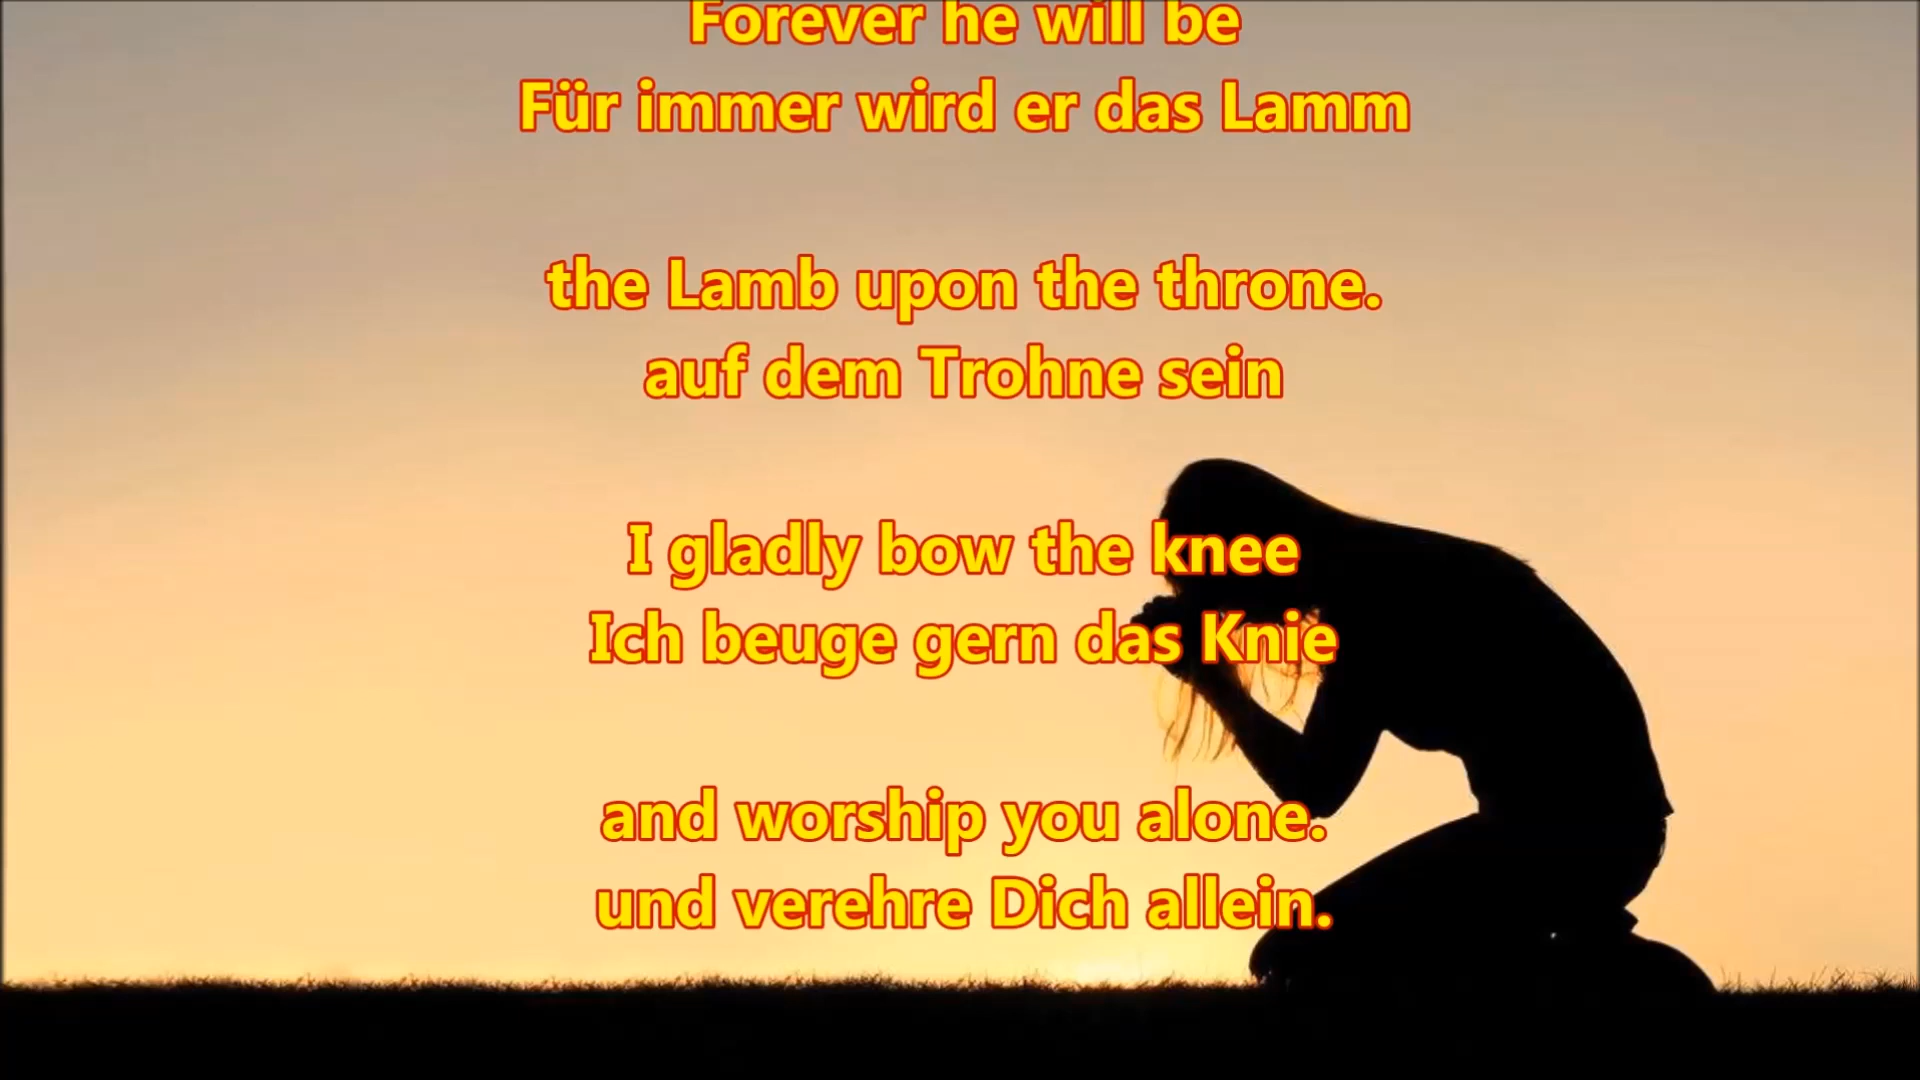 Forever he will be
Für immer wird er das Lamm
the Lamb upon the throne.
auf dem Trohne sein
I gladly bow the knee
Ich beuge gern das Knie
and worship you alone.
und verehre Dich allein.